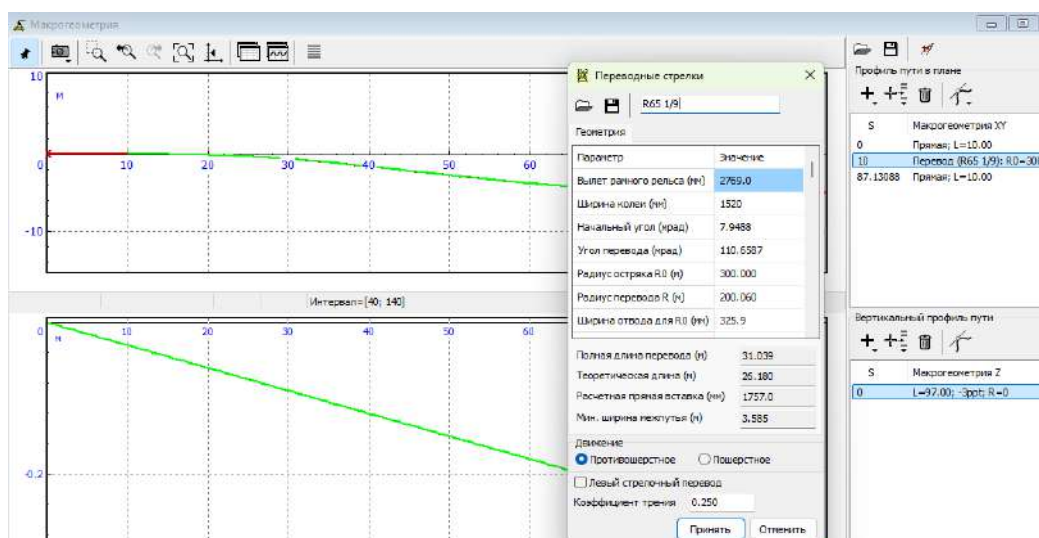 Макрогеометрия
10
М
0
10
20
30
40
50
60
-10
Интервал=[40; 140]
0
М
10
20
30
40
50
60
-0.2
Переводные стрелки
R65 1/9
Геометрия
Параметр Значение
Вылет рамного рельса (мм) 2769.0
Ширина колеи (мм) 1520
Начальный угол (мрад) 7.9488
Угол перевода (мрад) 110.6587
Радиус остряка R0 (м) 300.000
Радиус перевода R (м) 200.060
Ширина отвода для R0 (мм) 325.9
Полная длина перевода (м) 31.039
Теоретическая длина (м) 26.180
Расчетная прямая вставка (мм) 1757.0
Мин. ширина междупутья (м) 3.585
Движение
Противошерстное Пошерстное
Левый стрелочный перевод
Коэффициент трения 0.250
Принять Отменить
Профиль пути в плане
S Макрогеометрия XY
0 Прямая; L=10.00
10 Перевод (R65 1/9): R0=30
87.13088 Прямая; L=10.00
Вертикальный профиль пути
S Макрогеометрия Z
0 L=97.00; -3ppt; R=0